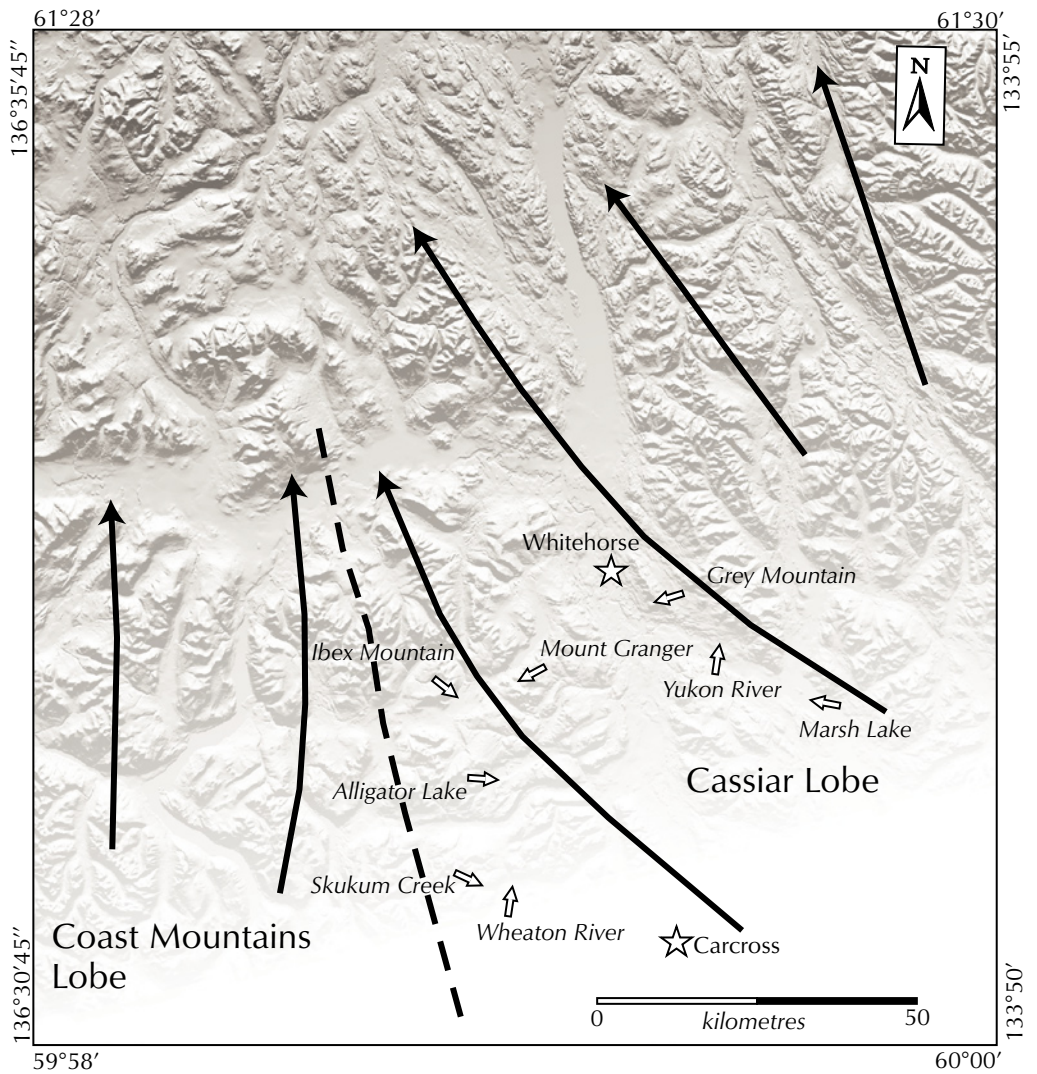 61°28′
61°30′
136°35′45″
133°55′
N
Whitehorse
Grey Mountain
Ibex Mountain
Mount Granger
Yukon River
Marsh Lake
Cassiar Lobe
Alligator Lake
Skukum Creek
Wheaton River
Coast Mountains
Lobe
Carcross
0
kilometres
50
136°30′45″
133°50′
59°58′
60°00′